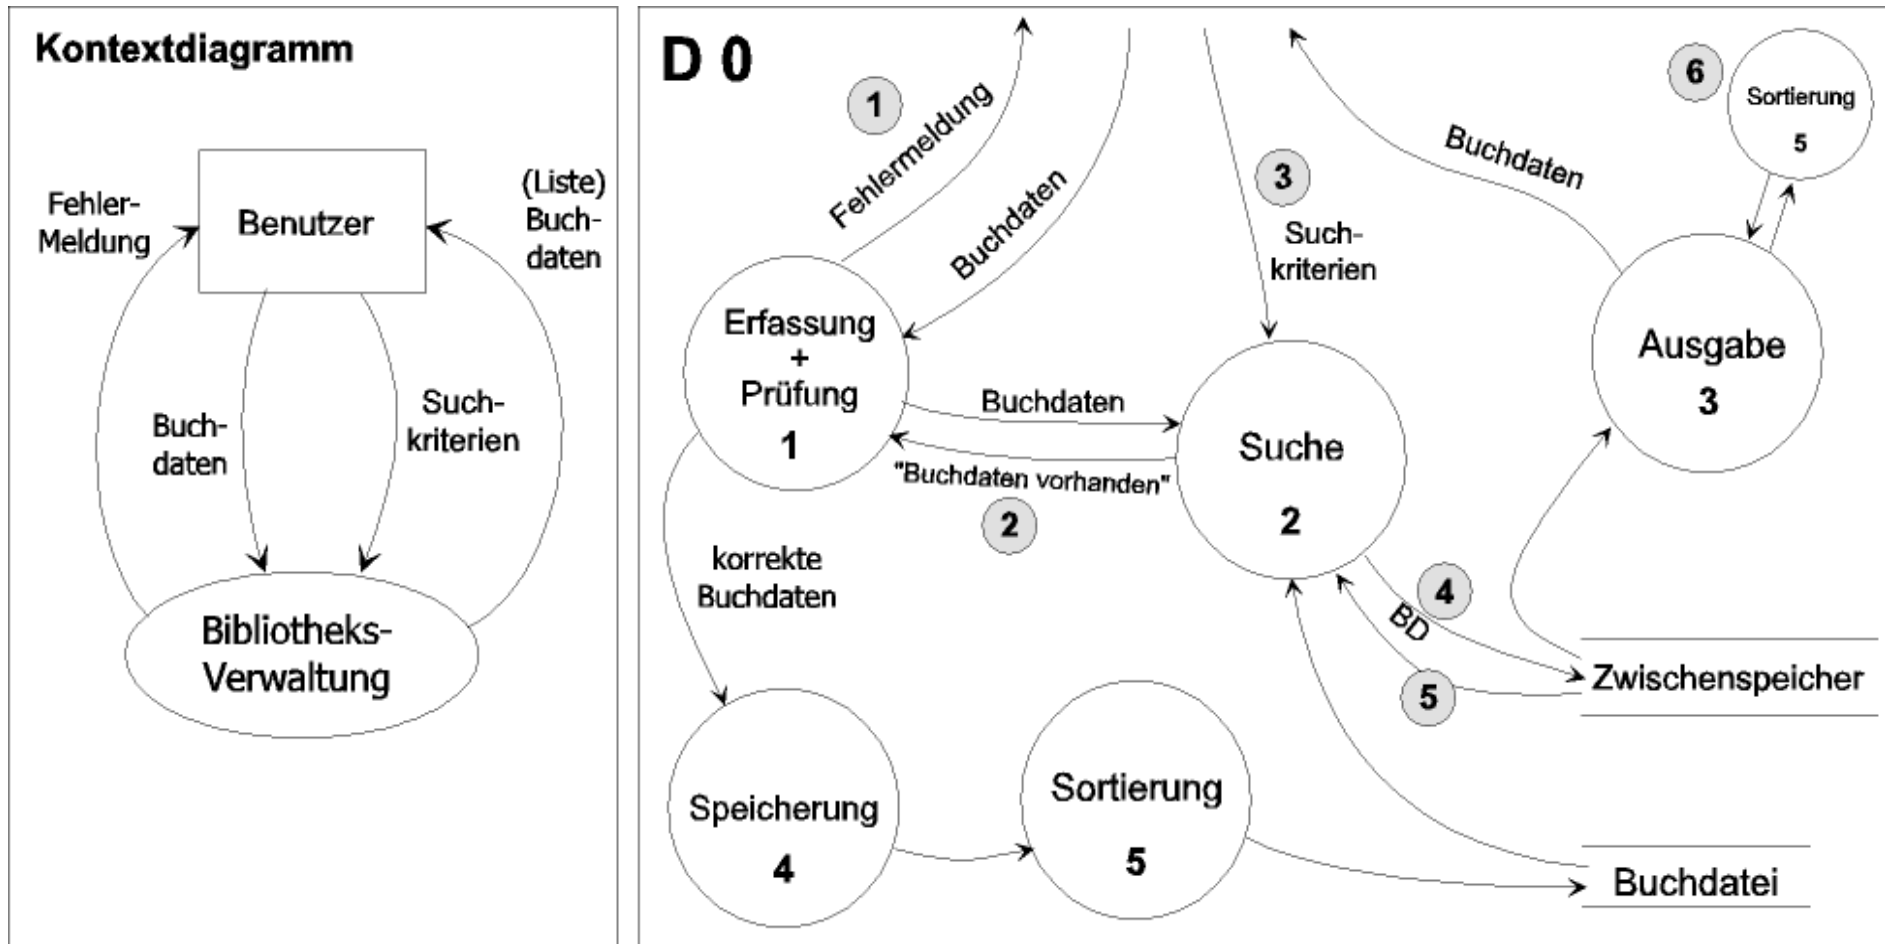 Kontextdiagramm
Fehler-
Meldung
Benutzer
(Liste)
Buch-
daten
Buch-
daten
Such-
kriterien
Bibliotheks-
Verwaltung
D 0
1
Fehlermeldung
Buchdaten
3
Such-
kriterien
Buchdaten
6
Sortierung
5
Erfassung
+
Prüfung
1
Buchdaten
"Buchdaten vorhanden"
2
Suche
2
Ausgabe
3
korrekte
Buchdaten
4
BD
5
Zwischenspeicher
Speicherung
4
Sortierung
5
Buchdatei